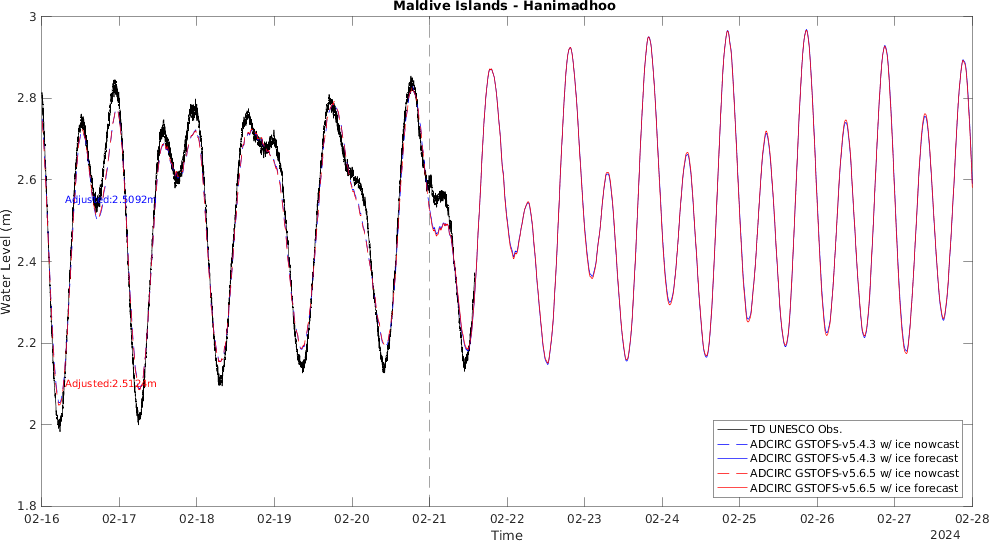 Maldive Islands - Hanimadhoo
Water Level (m)
3
2.8
2.6
2.4
2.2
2
1.8
Adjusted:2.5092m
Adjusted:2.5124m
TD UNESCO Obs.
ADCIRC GSTOFS-v5.4.3 w/ ice nowcast
ADCIRC GSTOFS-v5.4.3 w/ ice forecast
ADCIRC GSTOFS-v5.6.5 w/ ice nowcast
ADCIRC GSTOFS-v5.6.5 w/ ice forecast
02-16 02-17 02-18 02-19 02-20 02-21 02-22 02-23 02-24 02-25 02-26 02-27 02-28
Time
2024